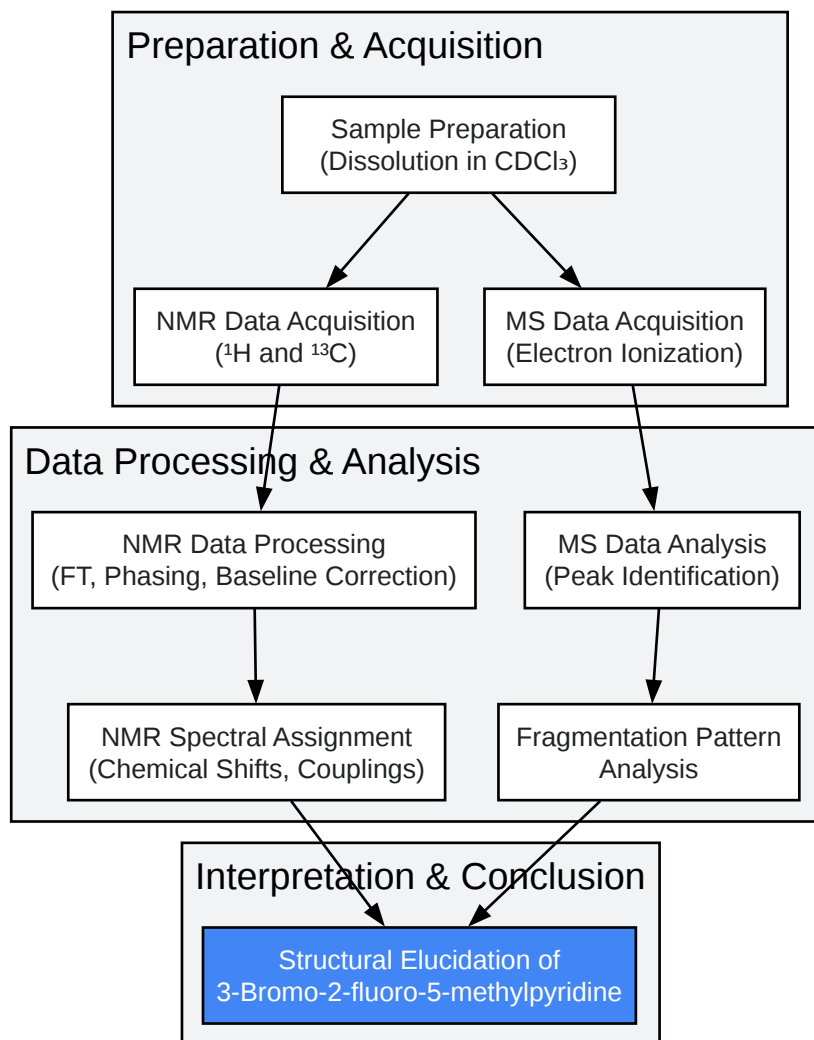 Preparation & Acquisition
Sample Preparation
(Dissolution in CDCl₃)
NMR Data Acquisition
(¹H and ¹³C)
MS Data Acquisition
(Electron Ionization)
Data Processing & Analysis
NMR Data Processing
(FT, Phasing, Baseline Correction)
MS Data Analysis
(Peak Identification)
NMR Spectral Assignment
(Chemical Shifts, Couplings)
Fragmentation Pattern
Analysis
Interpretation & Conclusion
Structural Elucidation of
3-Bromo-2-fluoro-5-methylpyridine